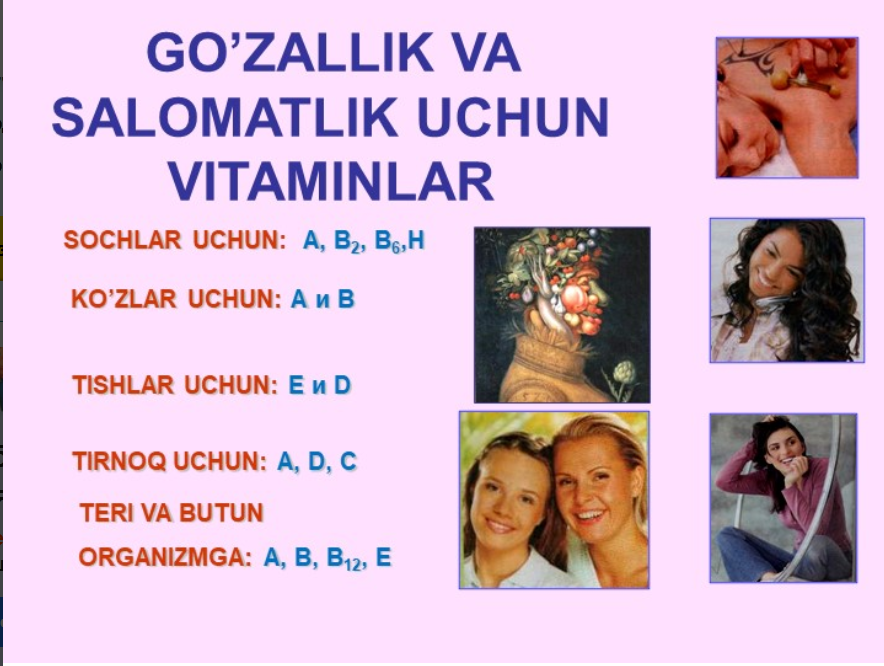 GO’ZALLIK VA
SALOMATLIK UCHUN
VITAMINLAR
SOCHLAR UCHUN: A, B₂, B₆,H
KO’ZLAR UCHUN: A и B
TISHLAR UCHUN: E и D
TIRNOQ UCHUN: A, D, C
TERI VA BUTUN
ORGANIZMGA: A, B, B₁₂, E